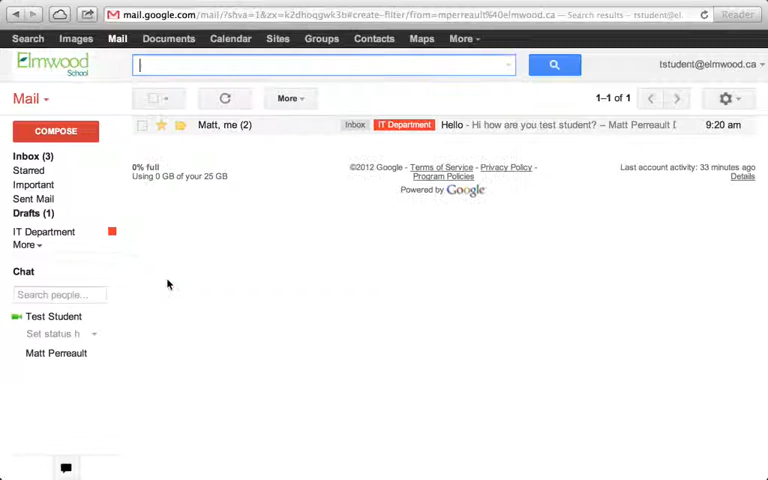 mail.google.com/mail/?shva=1&zx=k2dhoqgwk3b#create-filter/from=mperreault%40elmwood.ca — Search results – tstudent@el.
Reader
Search Images Mail Documents Calendar Sites Groups Contacts Maps More
Elmwood
School
tstudent@elmwood.ca
Mail
More
1–1 of 1
COMPOSE
Matt, me (2) Inbox IT Department Hello - Hi how are you test student? – Matt Perreault 9:20 am
Inbox (3)
Starred
Important
Sent Mail
Drafts (1)
IT Department
More
0% full
Using 0 GB of your 25 GB
©2012 Google - Terms of Service - Privacy Policy -
Program Policies
Powered by Google
Last account activity: 33 minutes ago
Details
Chat
Search people...
Test Student
Set status h
Matt Perreault